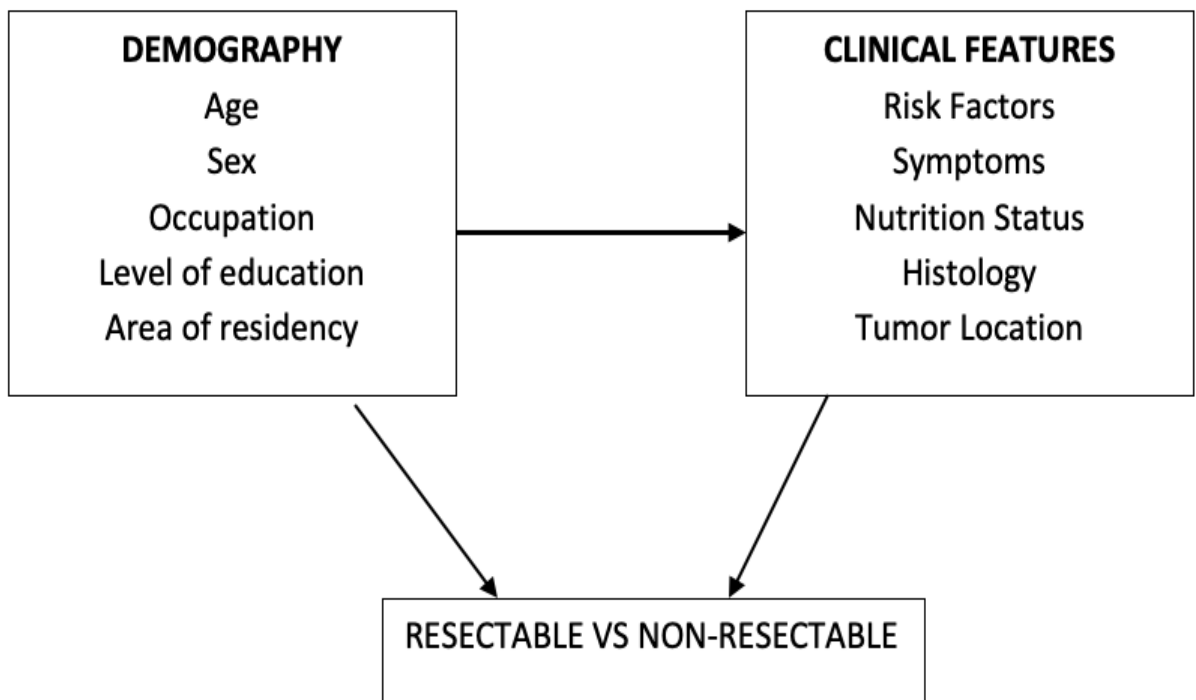 DEMOGRAPHY
Age
Sex
Occupation
Level of education
Area of residency
CLINICAL FEATURES
Risk Factors
Symptoms
Nutrition Status
Histology
Tumor Location
RESECTABLE VS NON-RESECTABLE